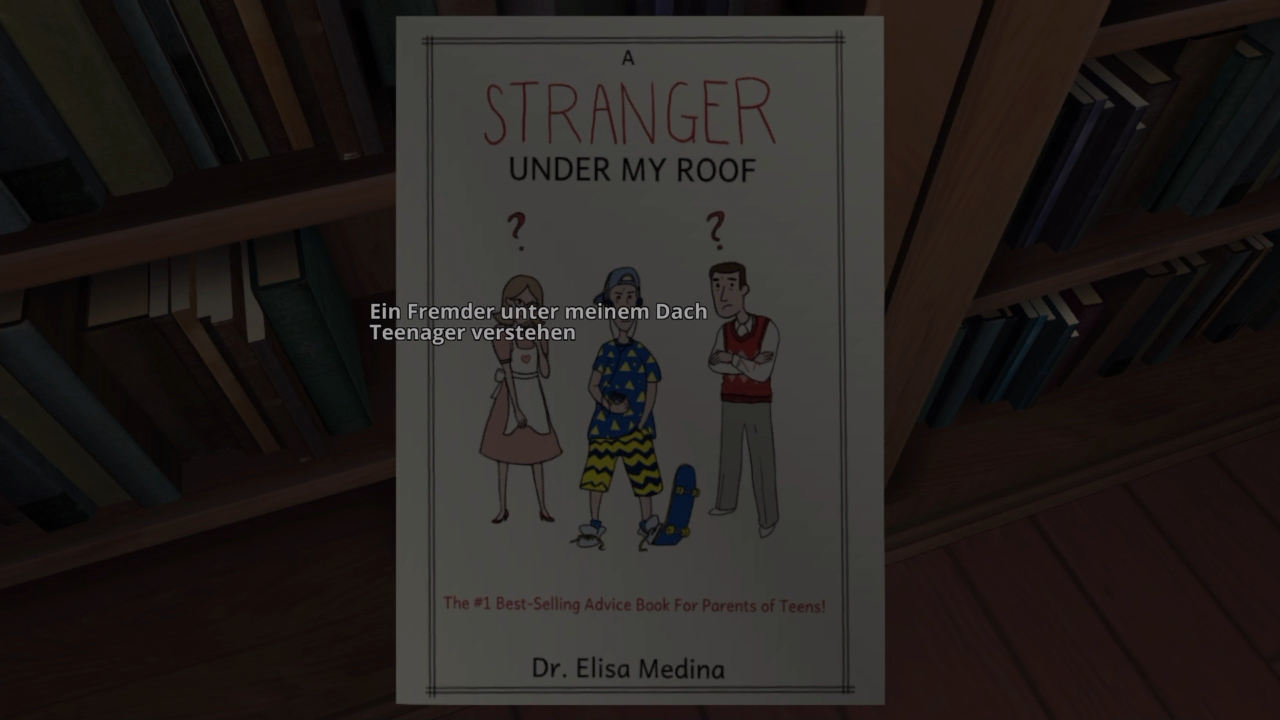 A
STRANGER
UNDER MY ROOF
?
?
Ein Fremder unter meinem Dach
Teenager verstehen
The #1 Best-Selling Advice Book For Parents of Teens!
Dr. Elisa Medina